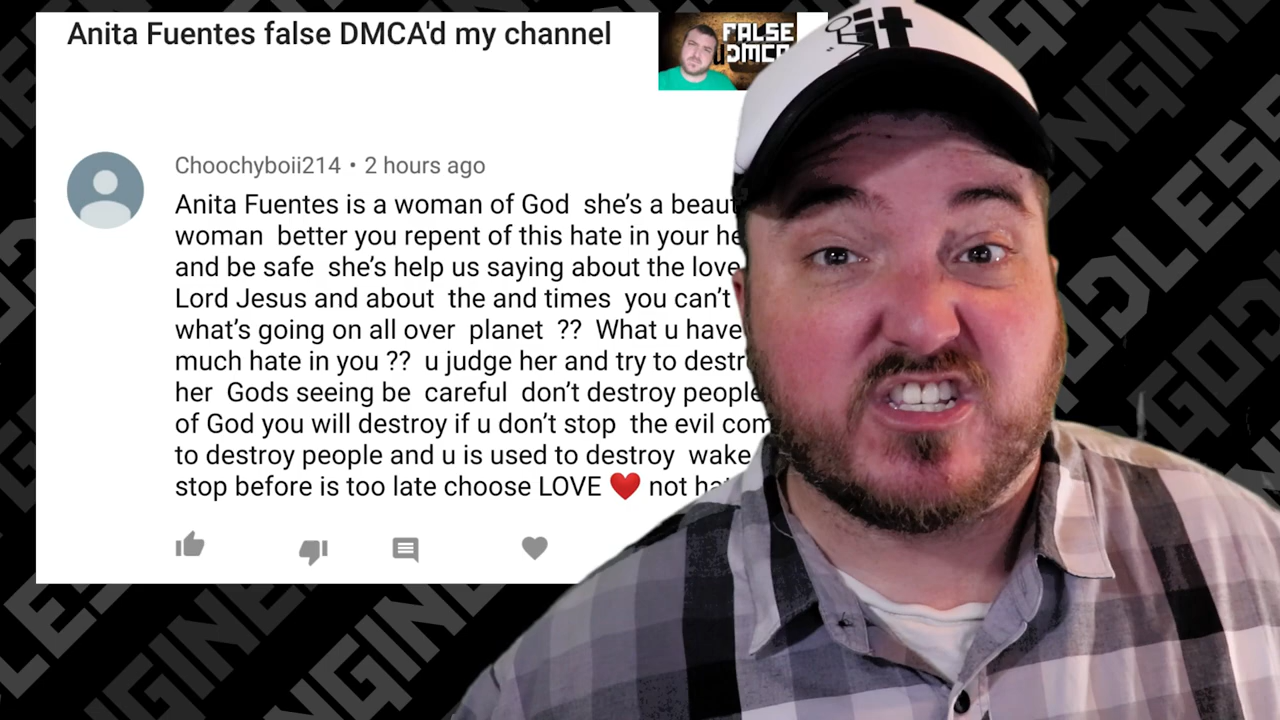 Anita Fuentes false DMCA'd my channel
FALSE
DMCA
Choochyboii214 • 2 hours ago
Anita Fuentes is a woman of God she's a
woman better you repent of this hate in your
and be safe she's help us saying about the love
Lord Jesus and about the and times you can't
what's going on all over planet ?? What u have
much hate in you ?? u judge her and try to
her Gods seeing be careful don't destroy people
of God you will destroy if u don't stop the evil
to destroy people and u is used to destroy wake
stop before is too late choose LOVE ❤️ not
GODLESS
ENGINEER